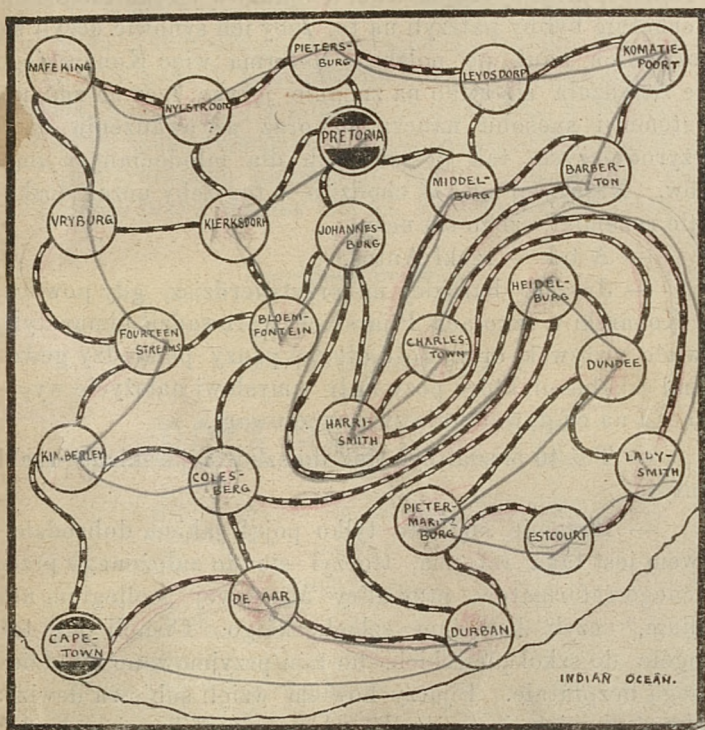 MAFEKING
PIETERS-
BURG
LEYDSDORP
KOMATIE-
POORT
NYLSTROOM
PRETORIA
MIDDEL-
BURG
BARBER-
TON
VRYBURG
KLERKSDORP
JOHANNES-
BURG
HEIDEL-
BURG
FOURTEEN
STREAMS
BLOEM-
FONTEIN
CHARLES-
TOWN
DUNDEE
HARRI-
SMITH
KIMBERLEY
COLES-
BERG
LADY-
SMITH
PIETER-
MARITZ
BURG
ESTCOURT
DE AAR
CAPE-
TOWN
DURBAN
INDIAN OCEAN.